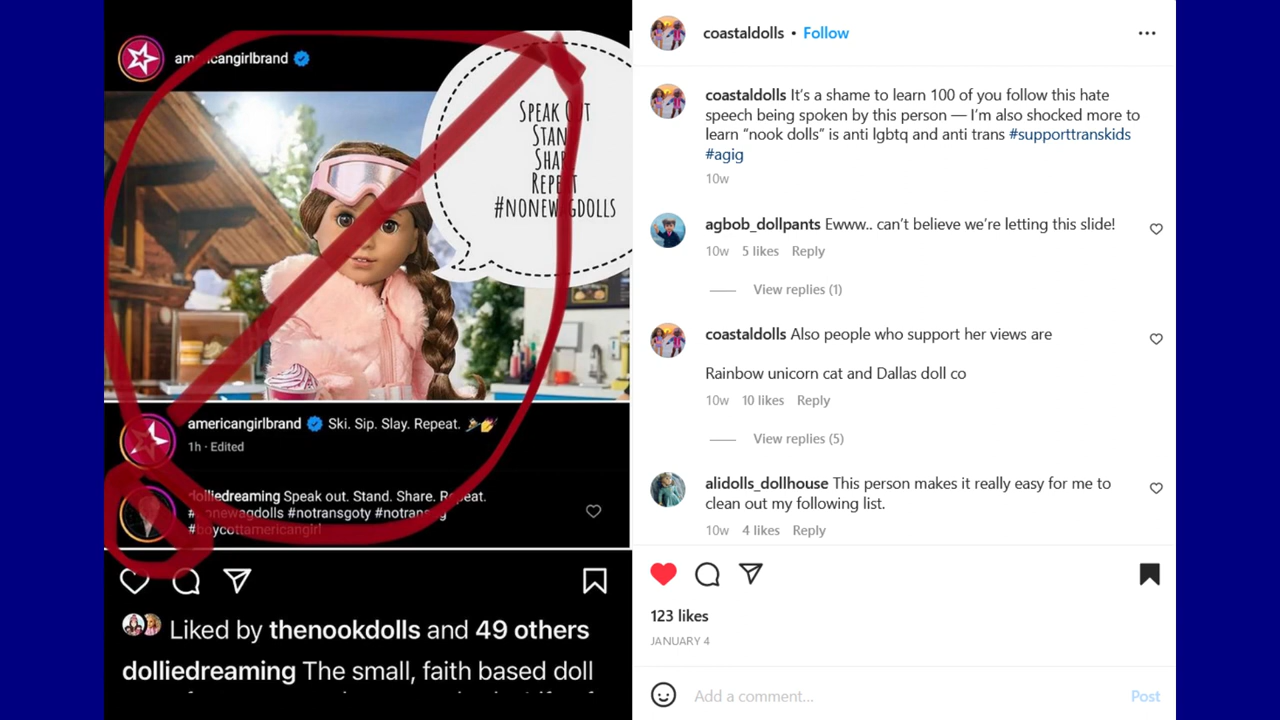 americangirlbrand
SPEAK OUT
STAND
SHARE
REPEAT
#NONEWAGDOLLS
americangirlbrand Ski. Sip. Slay. Repeat. ⛷️💅
1h · Edited
dolliedreaming Speak out. Stand. Share. Repeat.
#nonewagdolls #notransgoty #notransag
#boycottamericangirl
Liked by thenookdolls and 49 others
dolliedreaming The small, faith based doll
coastaldolls • Follow
coastaldolls It's a shame to learn 100 of you follow this hate
speech being spoken by this person — I'm also shocked more to
learn “nook dolls” is anti lgbtq and anti trans #supporttranskids
#agig
10w
agbob_dollpants Ewww.. can't believe we're letting this slide!
10w 5 likes Reply
View replies (1)
coastaldolls Also people who support her views are
Rainbow unicorn cat and Dallas doll co
10w 10 likes Reply
View replies (5)
alidolls_dollhouse This person makes it really easy for me to
clean out my following list.
10w 4 likes Reply
123 likes
JANUARY 4
Add a comment... Post